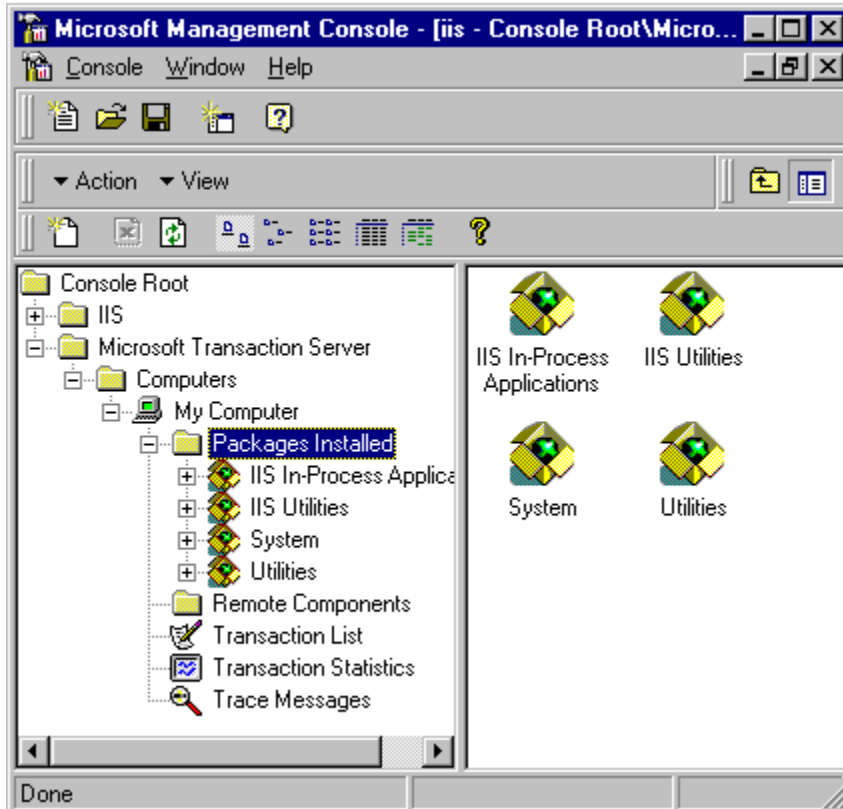 Microsoft Management Console - [iis - Console Root\Micro...
Console Window Help
Action View
Console Root
IIS
Microsoft Transaction Server
Computers
My Computer
Packages Installed
IIS In-Process Applica
IIS Utilities
System
Utilities
Remote Components
Transaction List
Transaction Statistics
Trace Messages
IIS In-Process
Applications
IIS Utilities
System
Utilities
Done